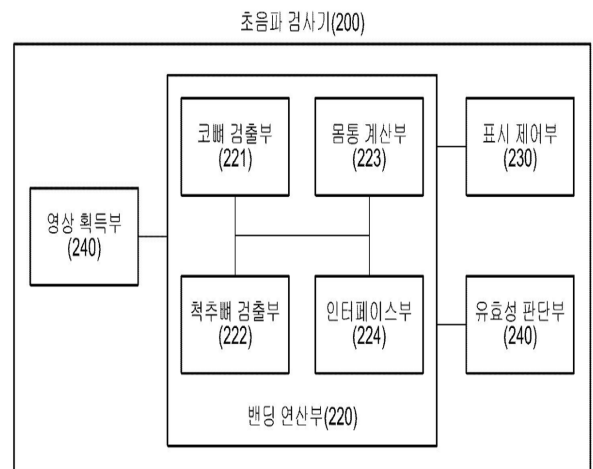 초음파 검사기(200)
코뼈 검출부
(221)
몸통 계산부
(223)
표시 제어부
(230)
영상 획득부
(240)
척추뼈 검출부
(222)
인터페이스부
(224)
유효성 판단부
(240)
밴딩 연산부(220)